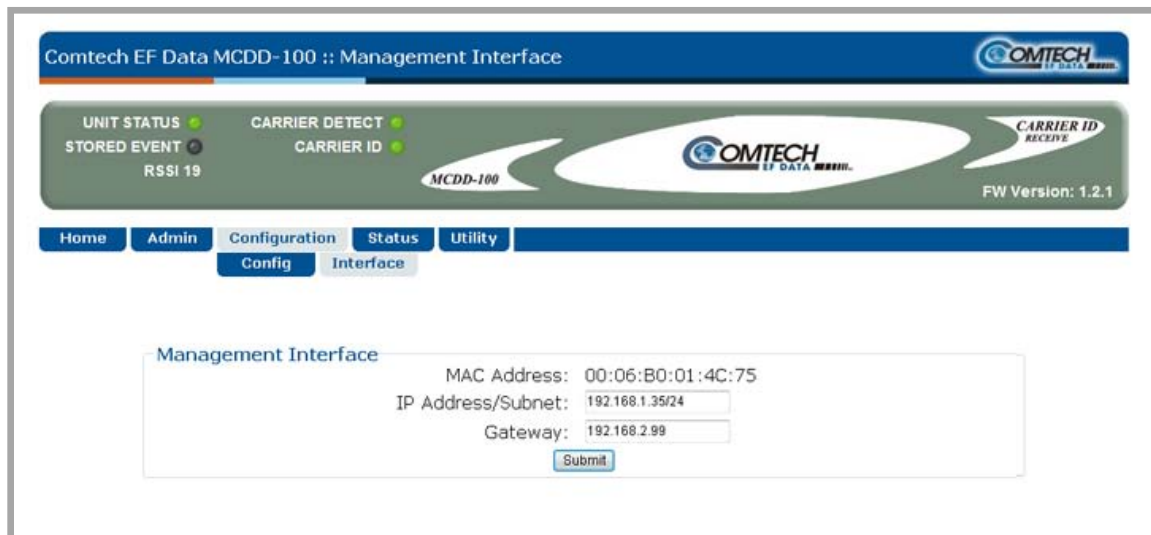 Comtech EF Data MCDD-100 :: Management Interface
COMTECH
EF DATA
UNIT STATUS
CARRIER DETECT
STORED EVENT
CARRIER ID
RSSI 19
MCDD-100
COMTECH
EF DATA
CARRIER ID
RECEIVE
FW Version: 1.2.1
Home Admin Configuration Status Utility
Config Interface
Management Interface
MAC Address: 00:06:B0:01:4C:75
IP Address/Subnet: 192.168.1.35/24
Gateway: 192.168.2.99
Submit